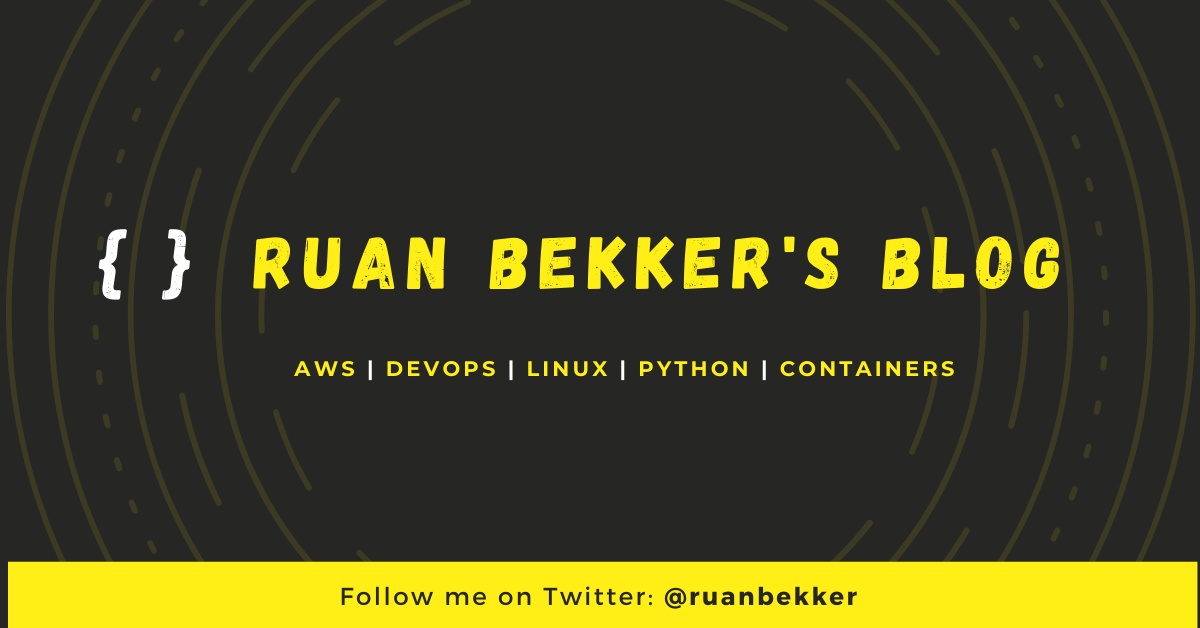 { } RUAN BEKKER'S BLOG
AWS | DEVOPS | LINUX | PYTHON | CONTAINERS
Follow me on Twitter: @ruanbekker